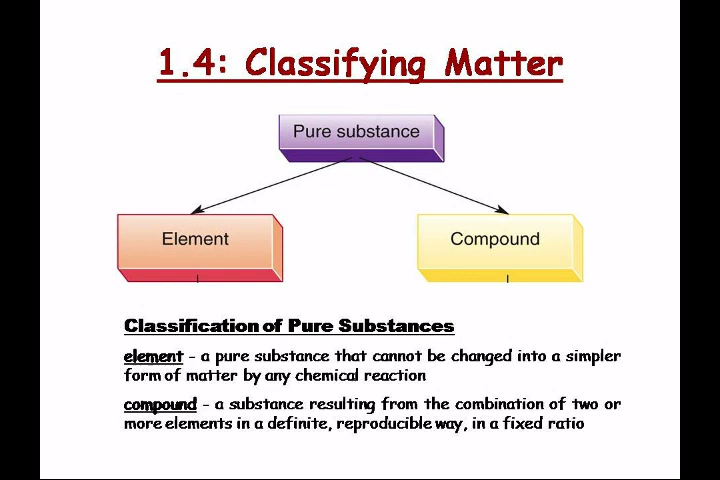 1.4: Classifying Matter
Pure substance
Element
Compound
Classification of Pure Substances
element - a pure substance that cannot be changed into a simpler
form of matter by any chemical reaction
compound - a substance resulting from the combination of two or
more elements in a definite, reproducible way, in a fixed ratio